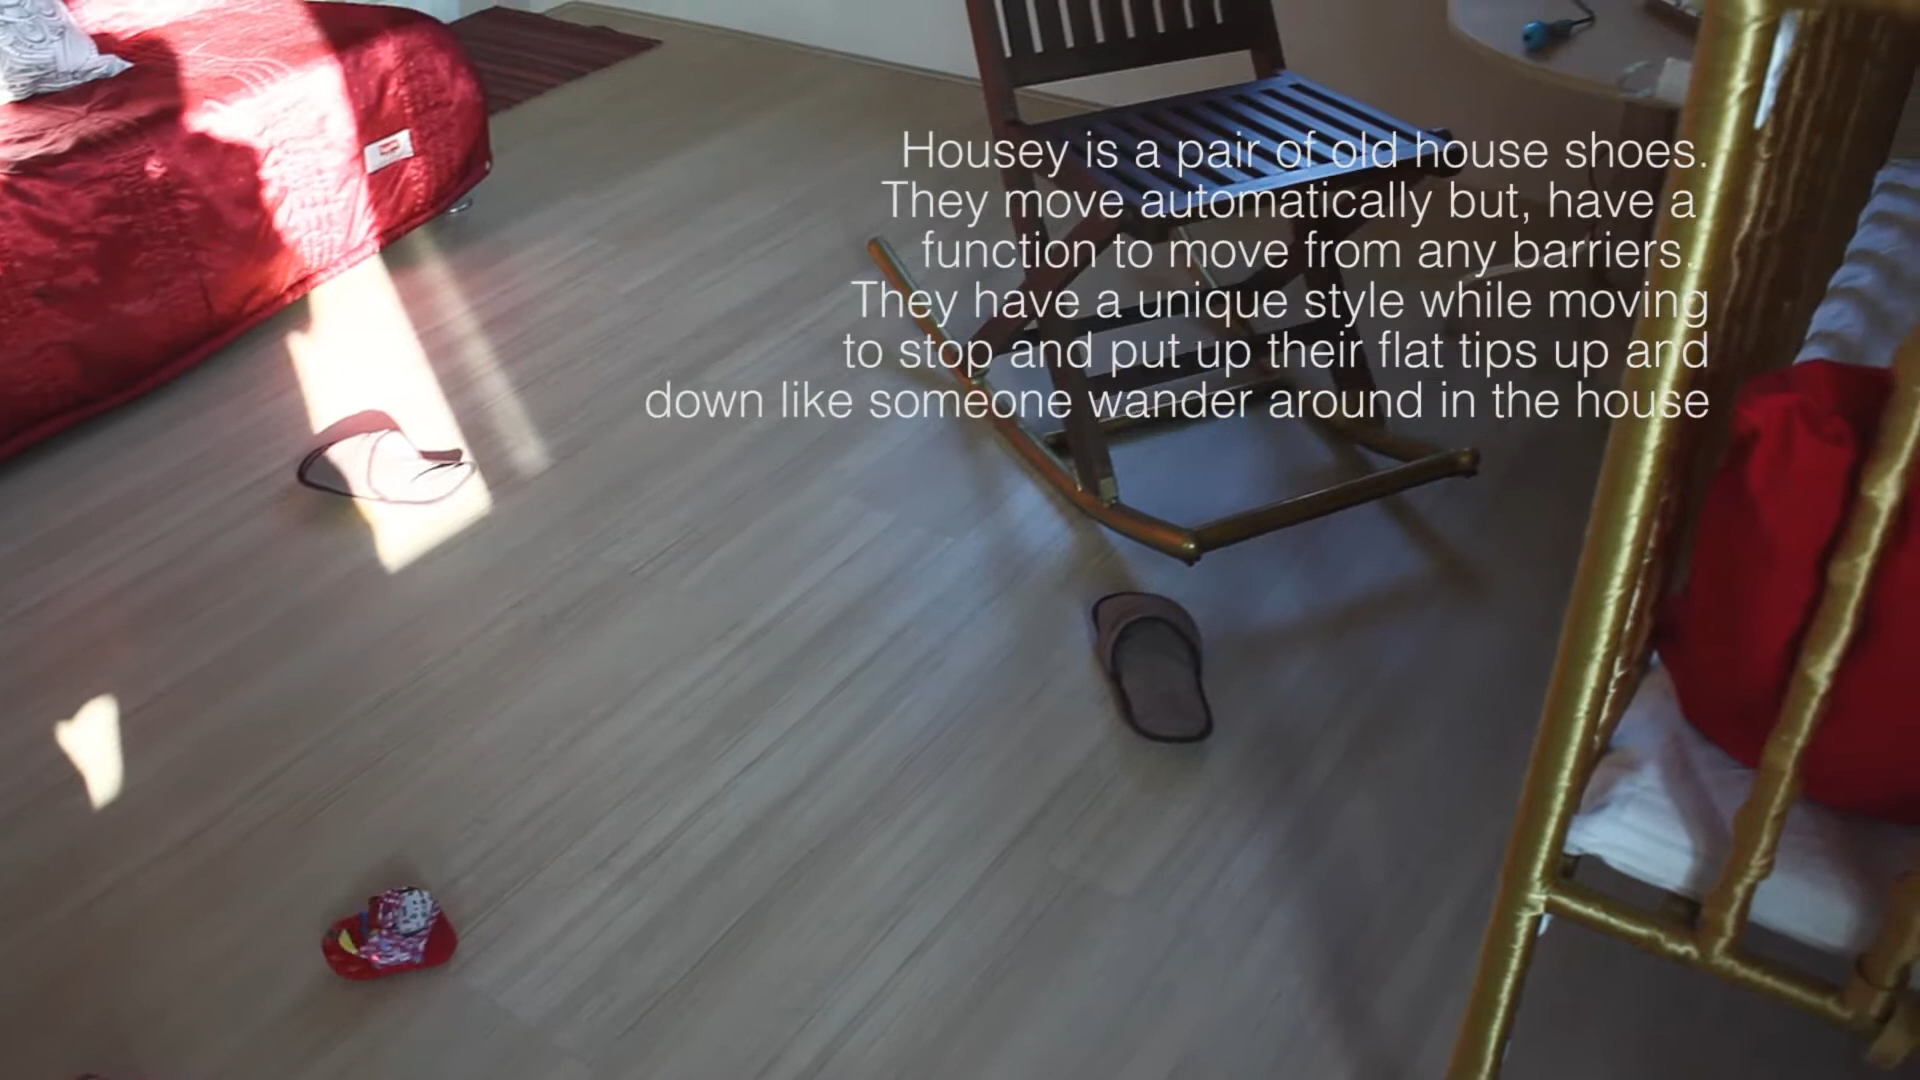 Housey is a pair of old house shoes.
They move automatically but, have a
function to move from any barriers.
They have a unique style while moving
to stop and put up their flat tips up and
down like someone wander around in the house